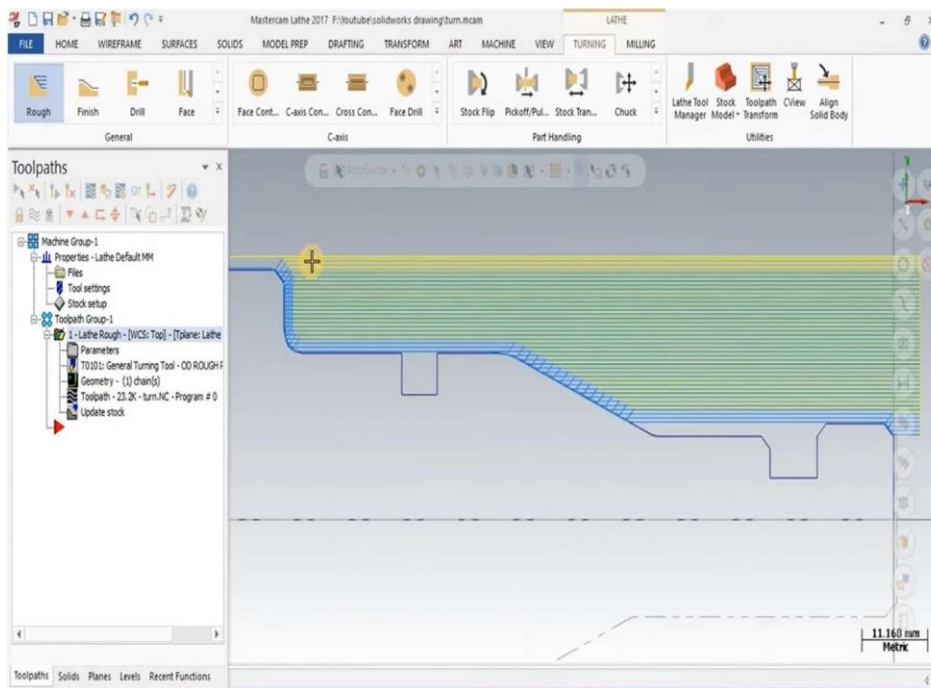 Mastercam Lathe 2017 F:\Youtube\solidworks drawing\turn.mcam
LATHE
FILE HOME WIREFRAME SURFACES SOLIDS MODEL PREP DRAFTING TRANSFORM ART MACHINE VIEW TURNING MILLING
Rough Finish Drill Face
Face Cont... C-axis Con... Cross Con... Face Drill
Stock Flip Pickoff/Pul... Stock Tran... Chuck
Lathe Tool Manager
Stock Model
Toolpath Transform
CView
Align Solid Body
General C-axis Part Handling Utilities
Toolpaths
AutoCursor
Machine Group-1
Properties - Lathe Default MM
Files
Tool settings
Stock setup
Toolpath Group-1
1 - Lathe Rough - [WCS: Top] - [Tplane: Lathe
Parameters
T0101: General Turning Tool - OD ROUGH
Geometry - (1) chain(s)
Toolpath - 23.2K - turn.NC - Program # 0
Update stock
11.160 mm
Metric
Toolpaths Solids Planes Levels Recent Functions